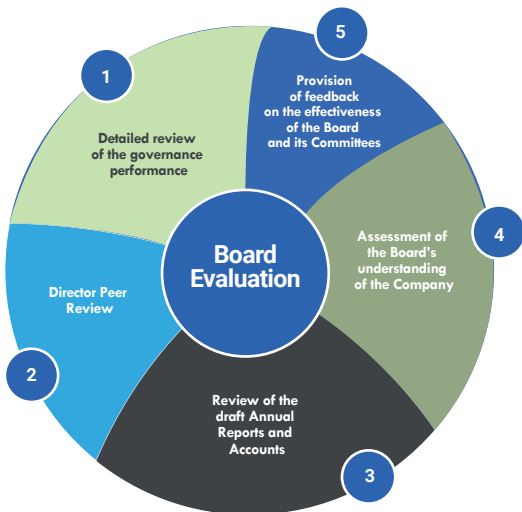 1
Detailed review
of the governance
performance
2
Director Peer
Review
3
Review of the
draft Annual
Reports and
Accounts
4
Assessment of
the Board's
understanding
of the Company
5
Provision
of feedback
on the effectiveness
of the Board
and its Committees
Board
Evaluation